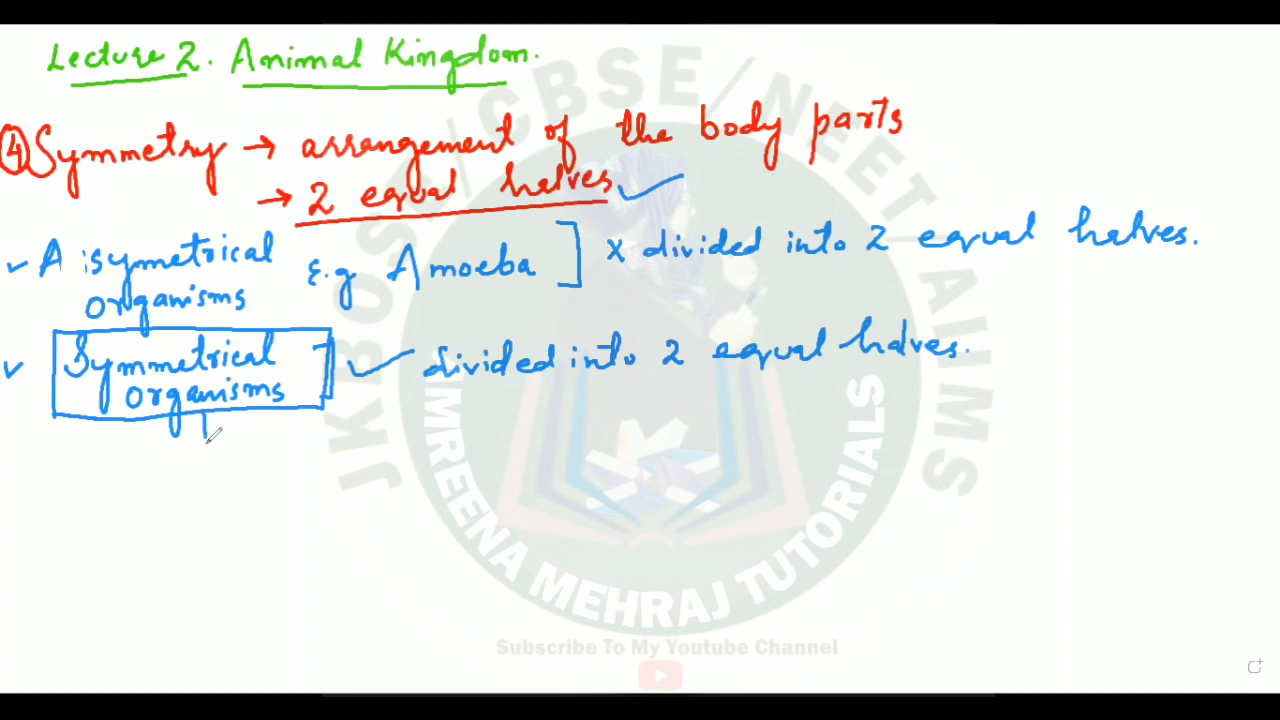 Lecture 2. Animal Kingdom.
④ Symmetry → arrangement of the body parts
→ 2 equal halves ✓
✓ A isymmetrical E.g Amoeba ] x divided into 2 equal halves.
organisms
✓ Symmetrical ] ✓ divided into 2 equal halves.
organisms
JKBOSE/CBSE/NEET AIIMS
IMREENA MEHRAJ TUTORIALS
Subscribe To My Youtube Channel